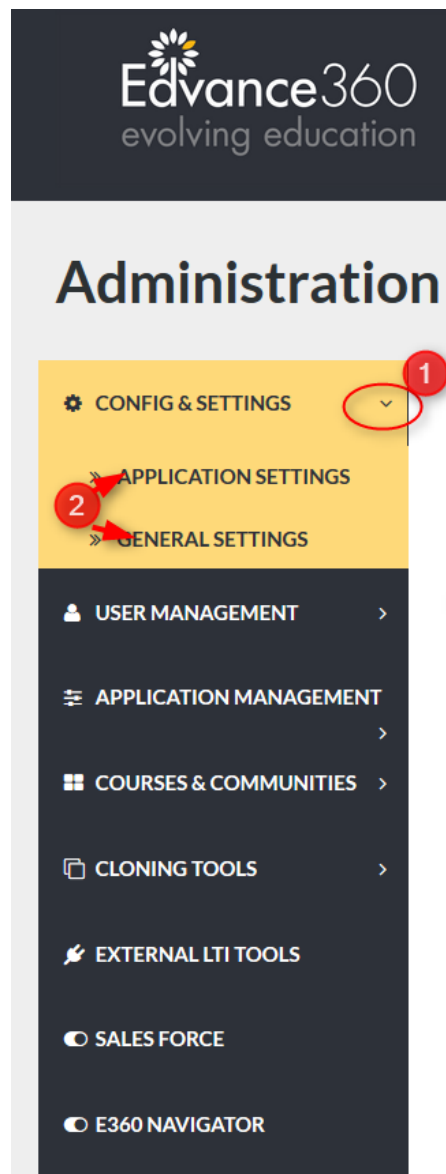 Edvance360
evolving education
Administration
1
CONFIG & SETTINGS
APPLICATION SETTINGS
2
GENERAL SETTINGS
USER MANAGEMENT
APPLICATION MANAGEMENT
COURSES & COMMUNITIES
CLONING TOOLS
EXTERNAL LTI TOOLS
SALES FORCE
E360 NAVIGATOR